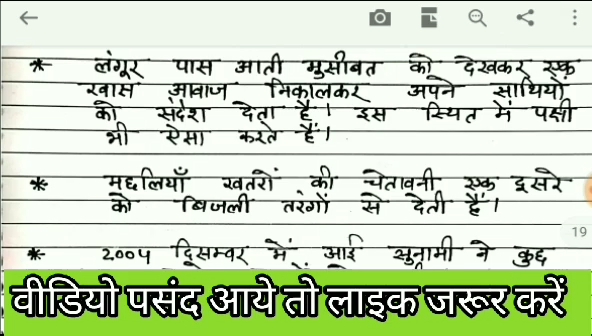 * लंगूर पास आती मुसीबत को देखकर एक
खास आवाज निकालकर अपने साथियों
को संदेश देता है। इस स्थित में पक्षी
भी ऐसा करते हैं।
* मछलियाँ खतरों की चेतावनी एक दूसरे
को बिजली तरंगों से देती हैं।
19
* 2004 दिसम्बर में आई सुनामी ने कुछ
वीडियो पसंद आये तो लाइक जरूर करें